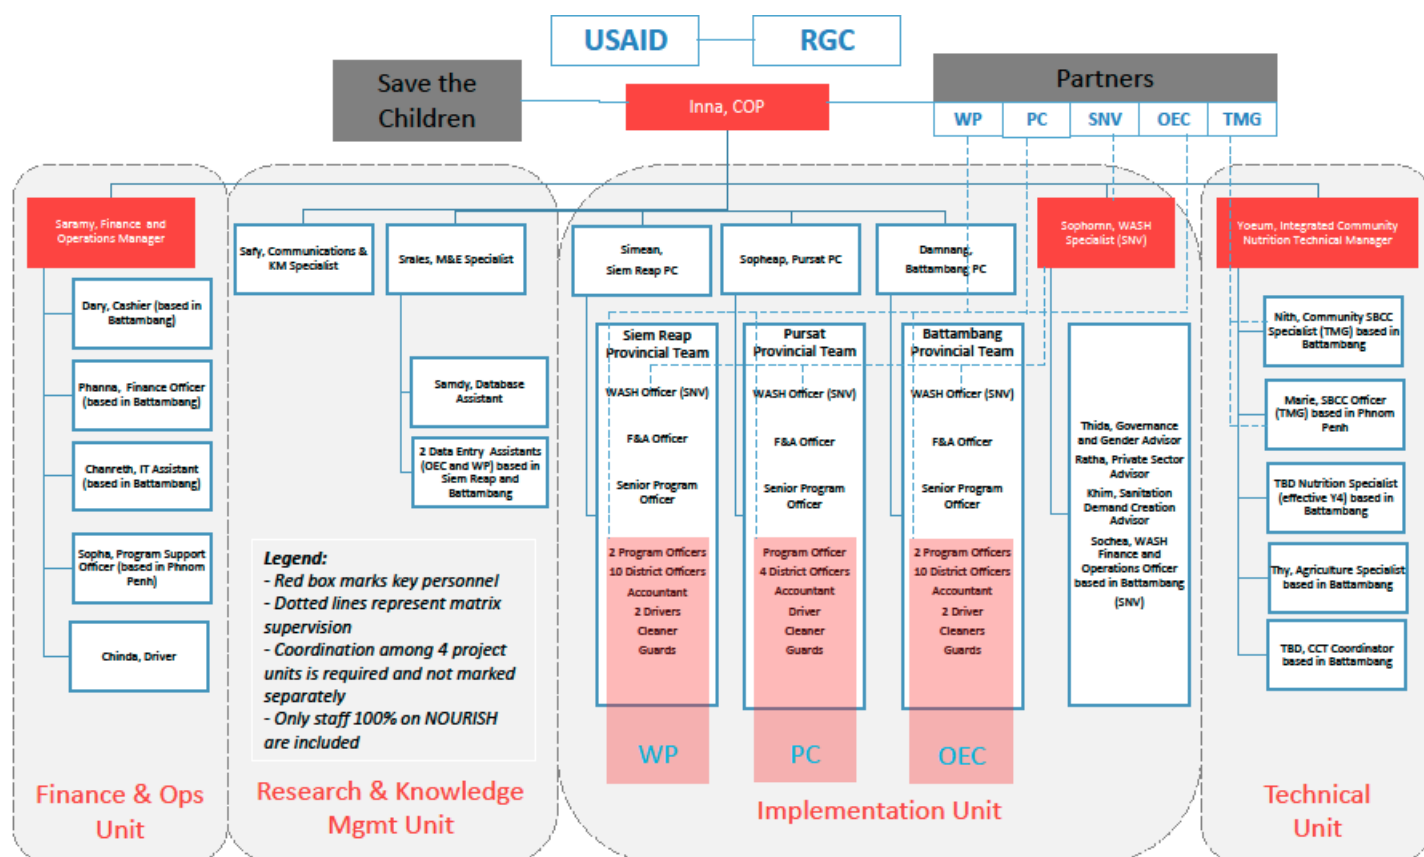 USAID
RGC
Save the
Children
Inna, COP
Partners
WP
PC
SNV
OEC
TMG
Saramy, Finance and
Operations Manager
Dary, Cashier (based in
Battambang)
Phanna, Finance Officer
(based in Battambang)
Chanreth, IT Assistant
(based in Battambang)
Sopha, Program Support
Officer (based in Phnom
Penh)
Chinda, Driver
Finance & Ops
Unit
Safy, Communications &
KM Specialist
Srales, M&E Specialist
Samdy, Database
Assistant
2 Data Entry Assistants
(OEC and WP) based in
Siem Reap and
Battambang
Legend:
- Red box marks key personnel
- Dotted lines represent matrix
supervision
- Coordination among 4 project
units is required and not marked
separately
- Only staff 100% on NOURISH
are included
Research & Knowledge
Mgmt Unit
Simean,
Siem Reap PC
Sopheap, Pursat PC
Damnang,
Battambang PC
Sophornn, WASH
Specialist (SNV)
Siem Reap
Provincial Team
WASH Officer (SNV)
F&A Officer
Senior Program
Officer
2 Program Officers
10 District Officers
Accountant
2 Drivers
Cleaner
Guards
WP
Pursat
Provincial Team
WASH Officer (SNV)
F&A Officer
Senior Program
Officer
Program Officer
4 District Officers
Accountant
Driver
Cleaner
Guards
PC
Battambang
Provincial Team
WASH Officer (SNV)
F&A Officer
Senior Program
Officer
2 Program Officers
10 District Officers
Accountant
2 Driver
Cleaners
Guards
OEC
Thida, Governance
and Gender Advisor
Ratha, Private Sector
Advisor
Khim, Sanitation
Demand Creation
Advisor
Sochea, WASH
Finance and
Operations Officer
based in Battambang
(SNV)
Implementation Unit
Yoeum, Integrated Community
Nutrition Technical Manager
Nith, Community SBCC
Specialist (TMG) based in
Battambang
Marie, SBCC Officer
(TMG) based in Phnom
Penh
TBD Nutrition Specialist
(effective Y4) based in
Battambang
Thy, Agriculture Specialist
based in Battambang
TBD, CCT Coordinator
based in Battambang
Technical
Unit